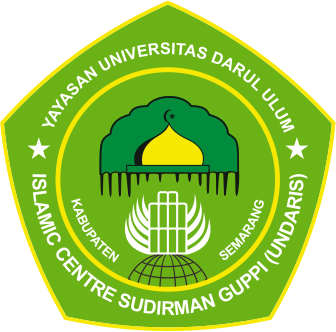 YAYASAN UNIVERSITAS DARUL ULUM
ISLAMIC CENTRE SUDIRMAN GUPPI (UNDARIS)
KABUPATEN
SEMARANG